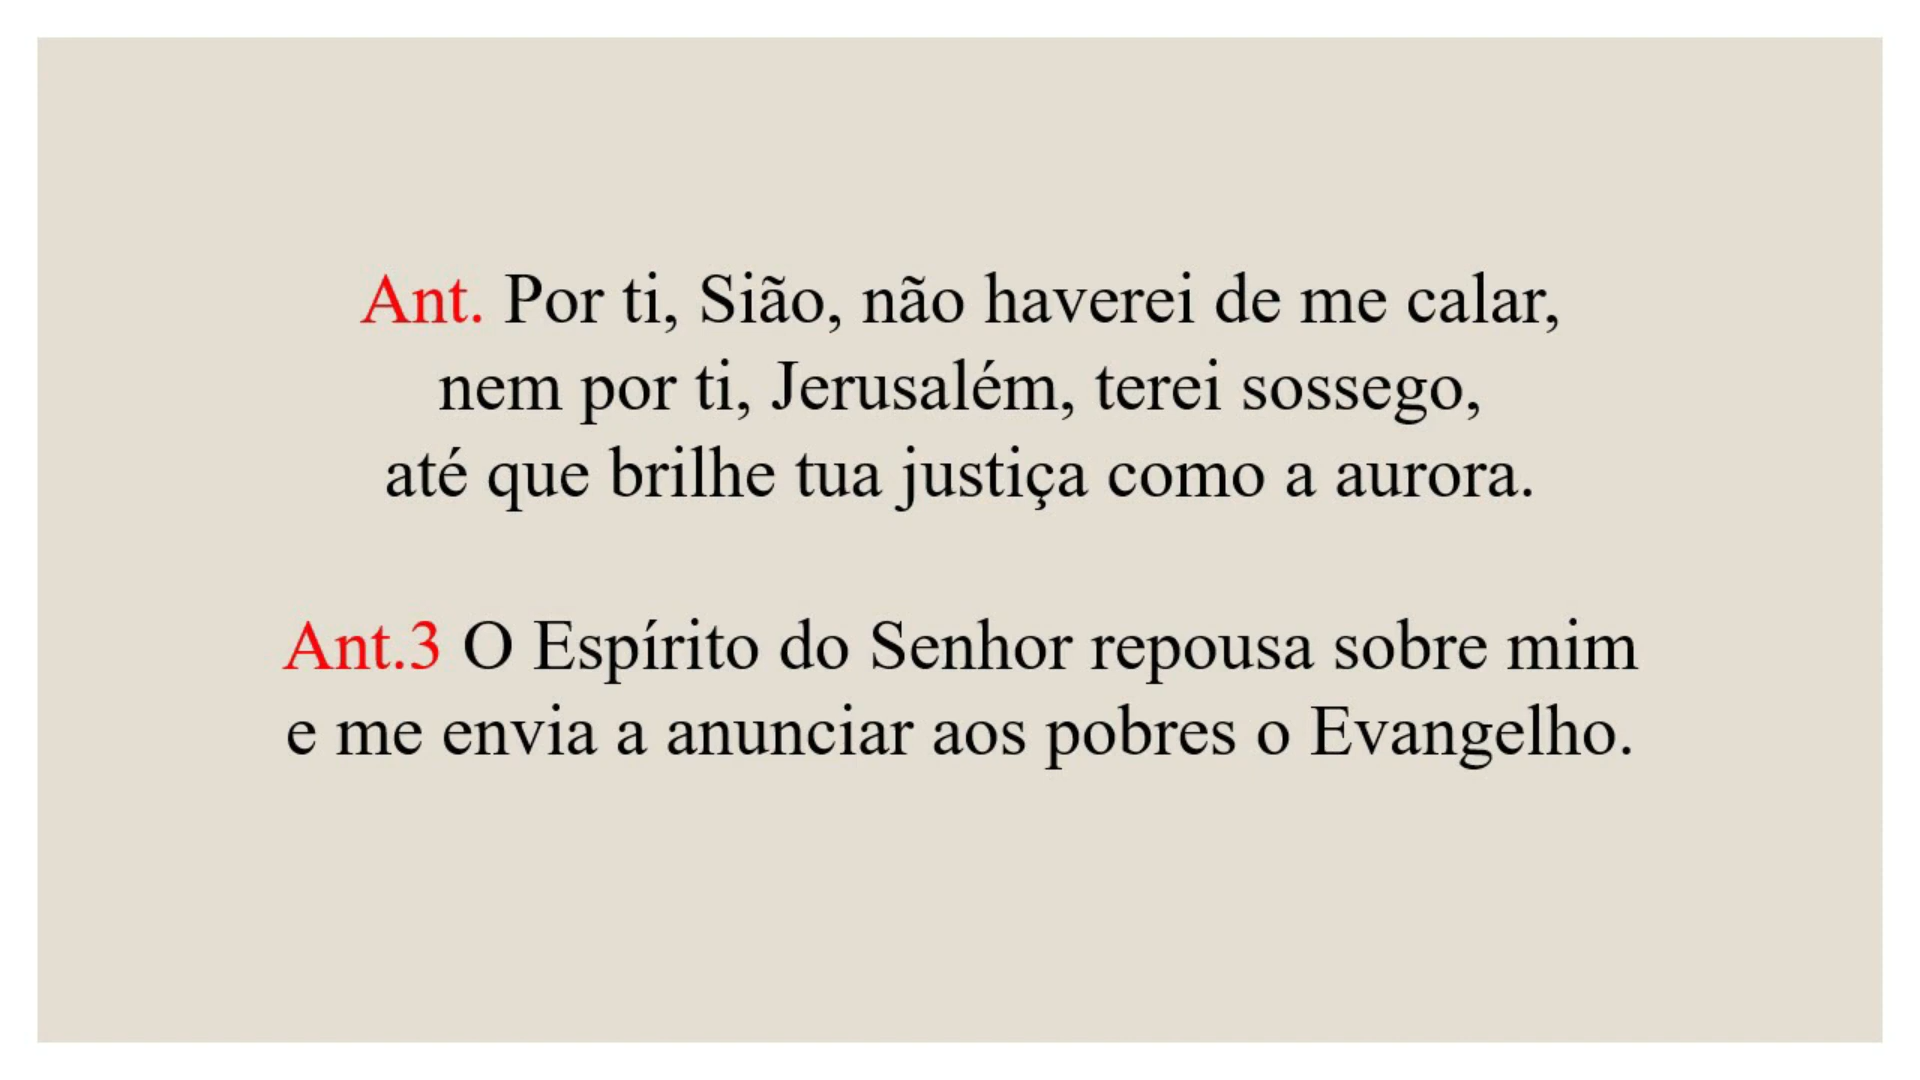 Ant. Por ti, Sião, não haverei de me calar,
nem por ti, Jerusalém, terei sossego,
até que brilhe tua justiça como a aurora.
Ant.3 O Espírito do Senhor repousa sobre mim
e me envia a anunciar aos pobres o Evangelho.